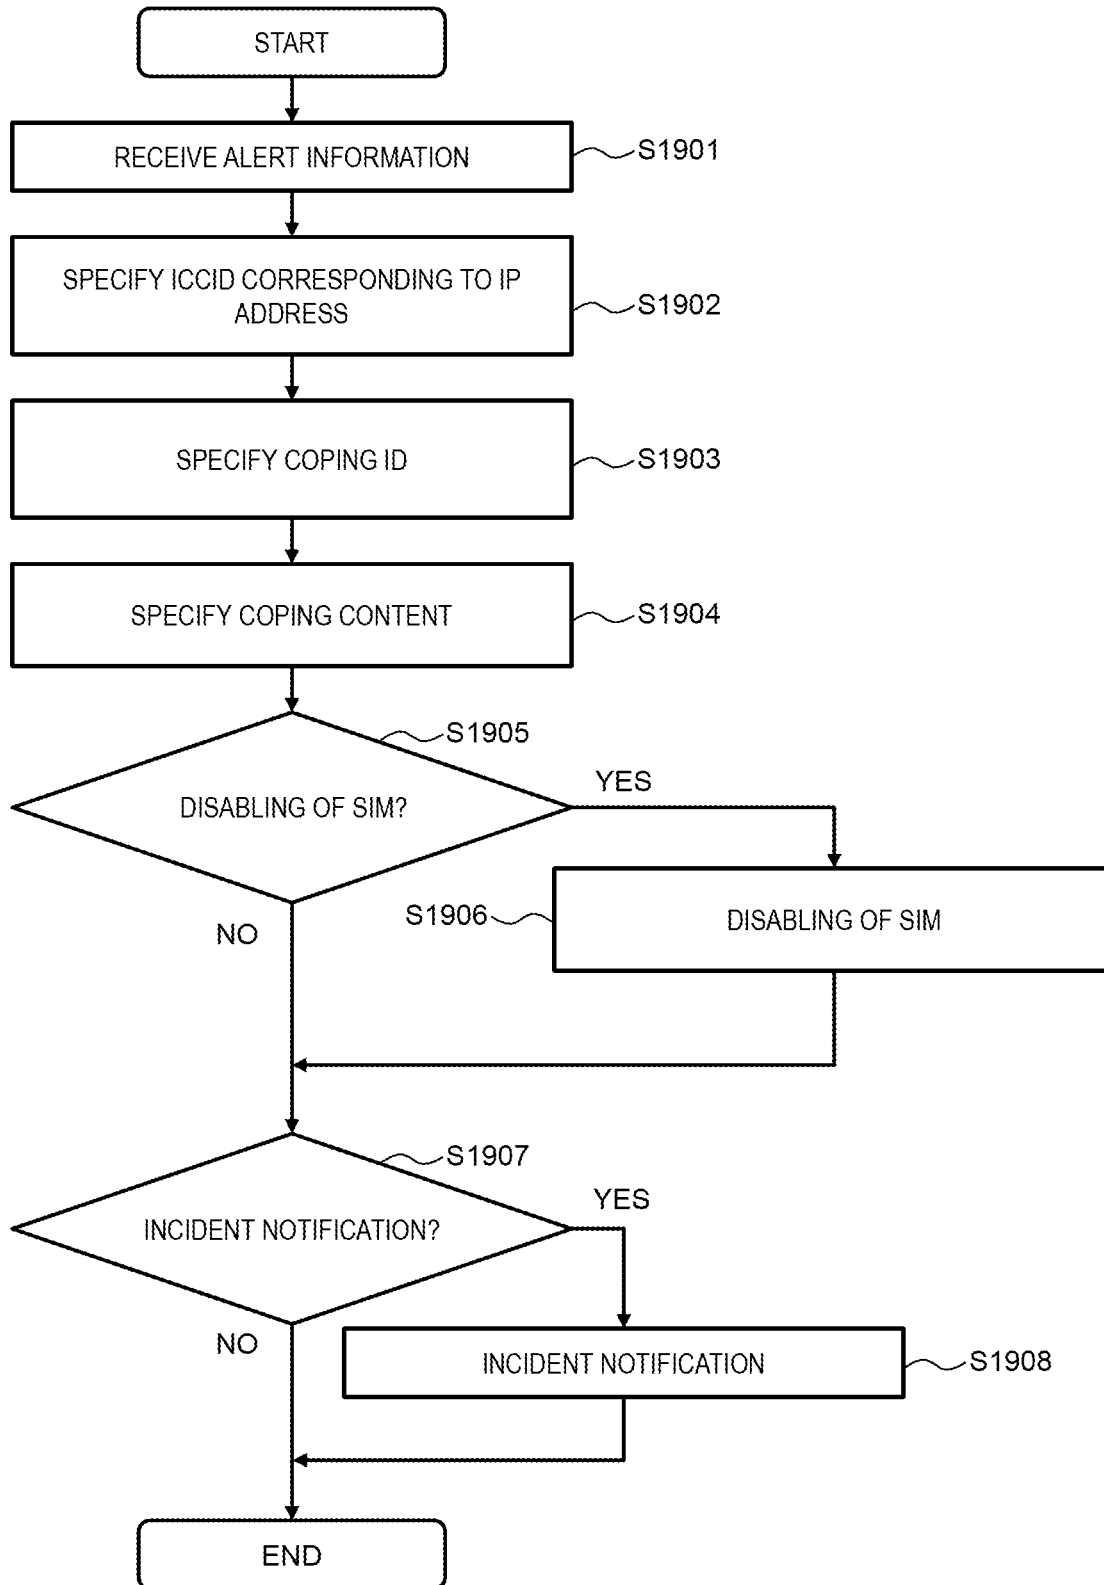 START
RECEIVE ALERT INFORMATION
S1901
SPECIFY ICCID CORRESPONDING TO IP
ADDRESS
S1902
SPECIFY COPING ID
S1903
SPECIFY COPING CONTENT
S1904
S1905
DISABLING OF SIM?
YES
NO
S1906
DISABLING OF SIM
S1907
INCIDENT NOTIFICATION?
YES
NO
INCIDENT NOTIFICATION
S1908
END